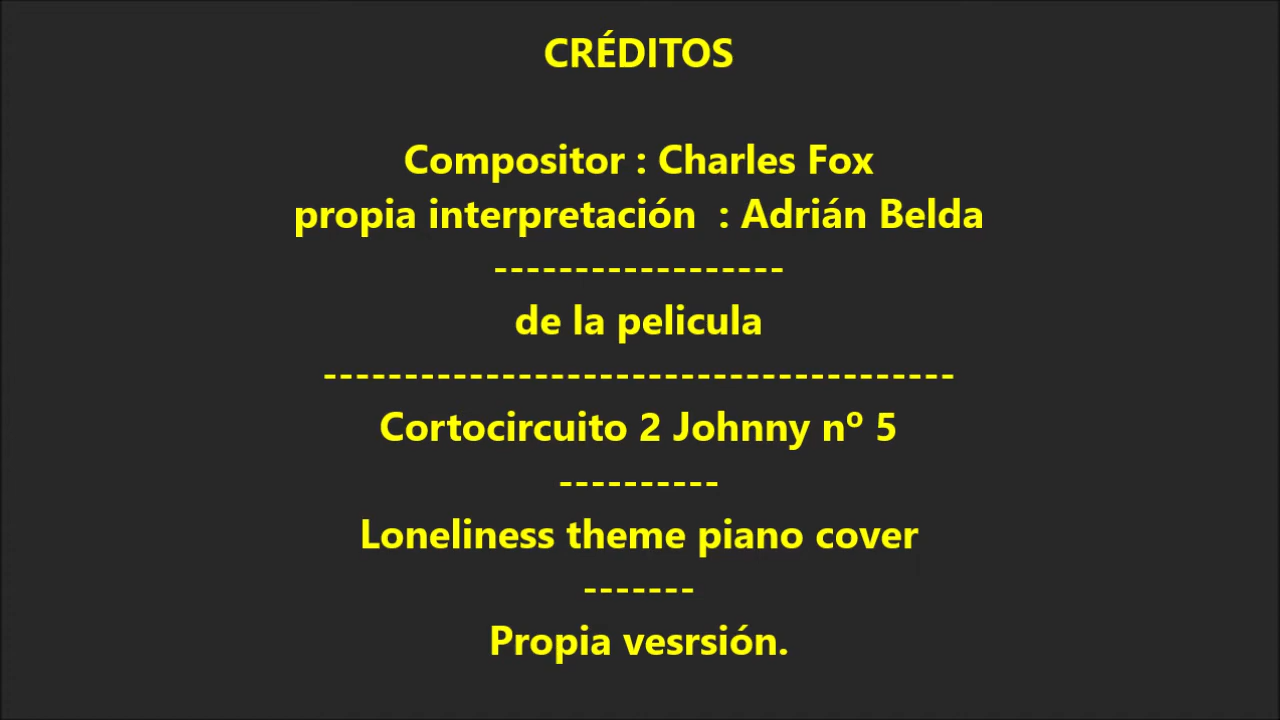 CRÉDITOS
Compositor : Charles Fox
propia interpretación  : Adrián Belda
------------------
de la pelicula
---------------------------------------
Cortocircuito 2 Johnny nº 5
----------
Loneliness theme piano cover
-------
Propia vesrsión.